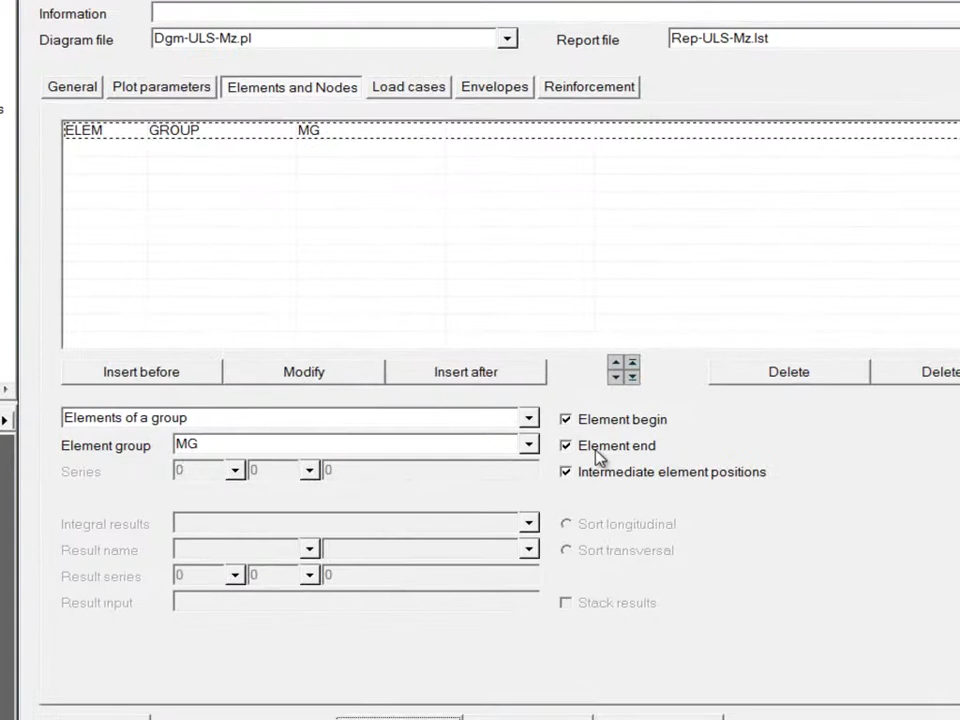 Information
Diagram file Dgm-ULS-Mz.pl Report file Rep-ULS-Mz.lst
General Plot parameters Elements and Nodes Load cases Envelopes Reinforcement
ELEM GROUP MG
Insert before Modify Insert after Delete Delete
Elements of a group Element begin
Element group MG Element end
Series 0 0 0 Intermediate element positions
Integral results Sort longitudinal
Result name Sort transversal
Result series 0 0 0
Result input Stack results